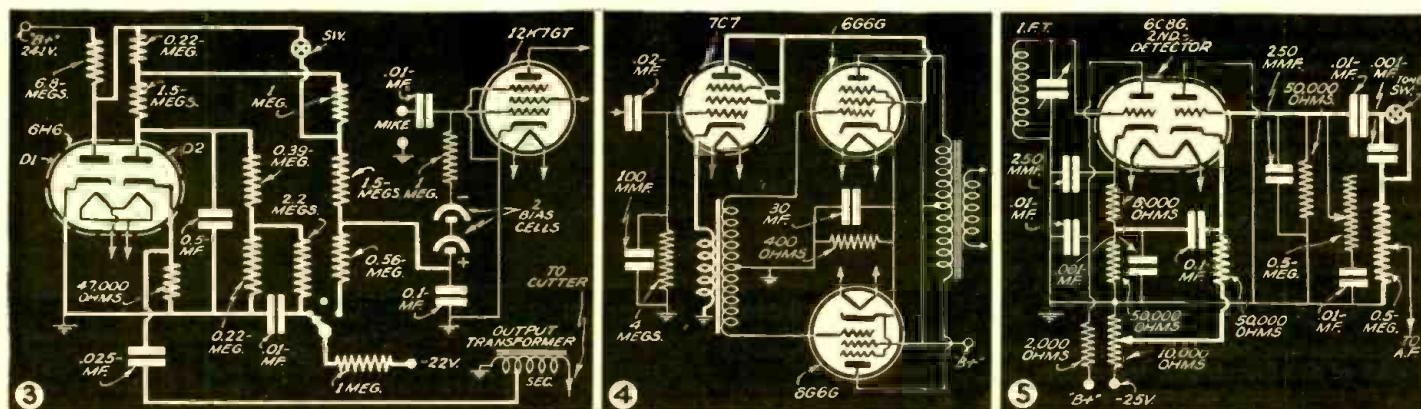 "B+"
241V.
0.22-
MEG.
SW.
6.8-
MEGS.
1.5-
MEGS.
1
MEG.
12K7GT
.01-
MF.
MIKE
6H6
D1
D2
0.39-
MEG.
1.5-
MEGS.
1
MEG.
2
BIAS
CELLS
2.2
MEGS.
0.5-
MF.
0.56-
MEG.
47,000
OHMS
0.1-
MF.
TO
CUTTER
0.22-
MEG.
.01-
MF.
OUTPUT
TRANSFORMER
.025-
MF.
1 MEG.
-22V.
SEC.
3
7C7
6G6G
.02-
MF.
100
MMF.
30
MF.
400
OHMS
4
MEGS.
6G6G
B+
4
I.F.T.
6C8G
2ND.-
DETECTOR
250
MMF.
50,000
OHMS
.01-
MF.
.001-
MF.
TONE
SW.
250
MMF.
.01-
MF.
8,000
OHMS
.001-
MF.
0.1-
MF.
0.5-
MEG.
50,000
OHMS
50,000
OHMS
.01-
MF.
0.5-
MEG.
2,000
OHMS
10,000
OHMS
TO
A.F.
"B+"
-25V.
5